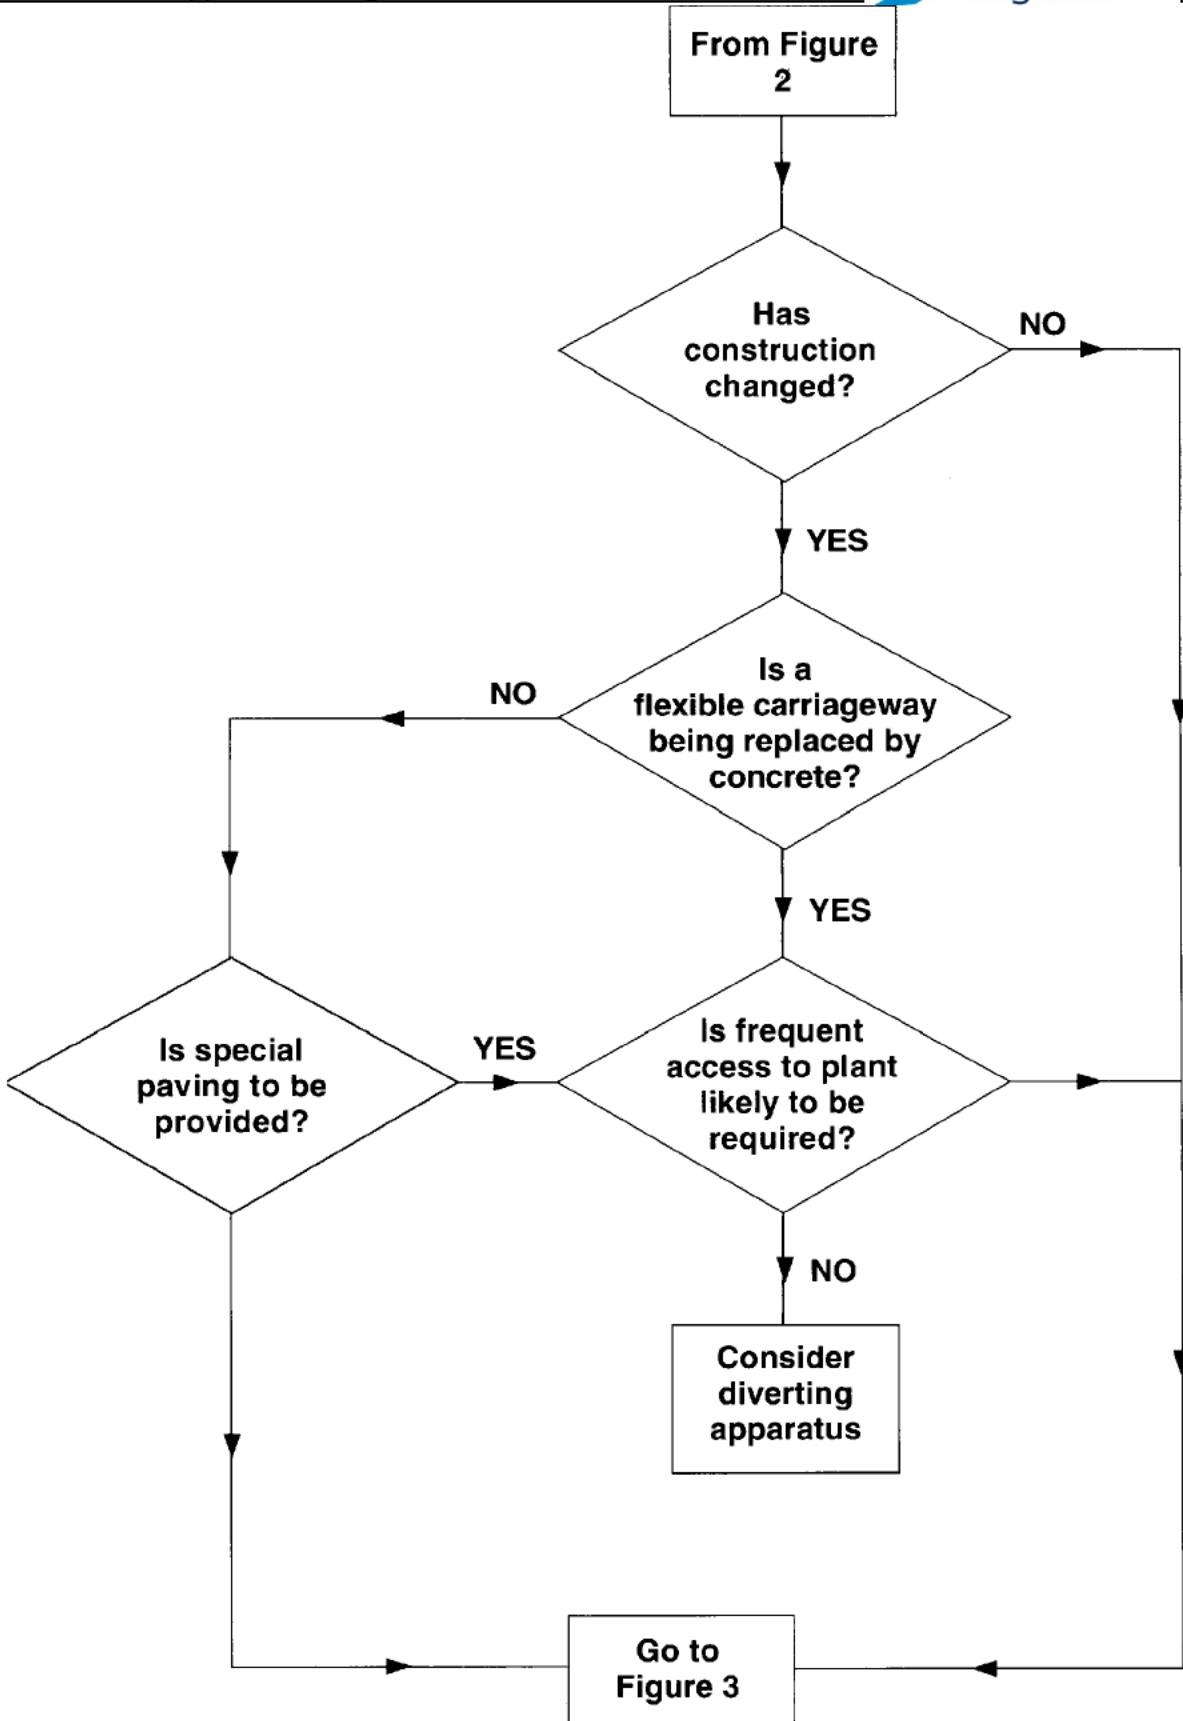 From Figure
2
Has
construction
changed?
NO
YES
Is a
flexible carriageway
being replaced by
concrete?
NO
YES
Is special
paving to be
provided?
YES
Is frequent
access to plant
likely to be
required?
NO
Consider
diverting
apparatus
Go to
Figure 3